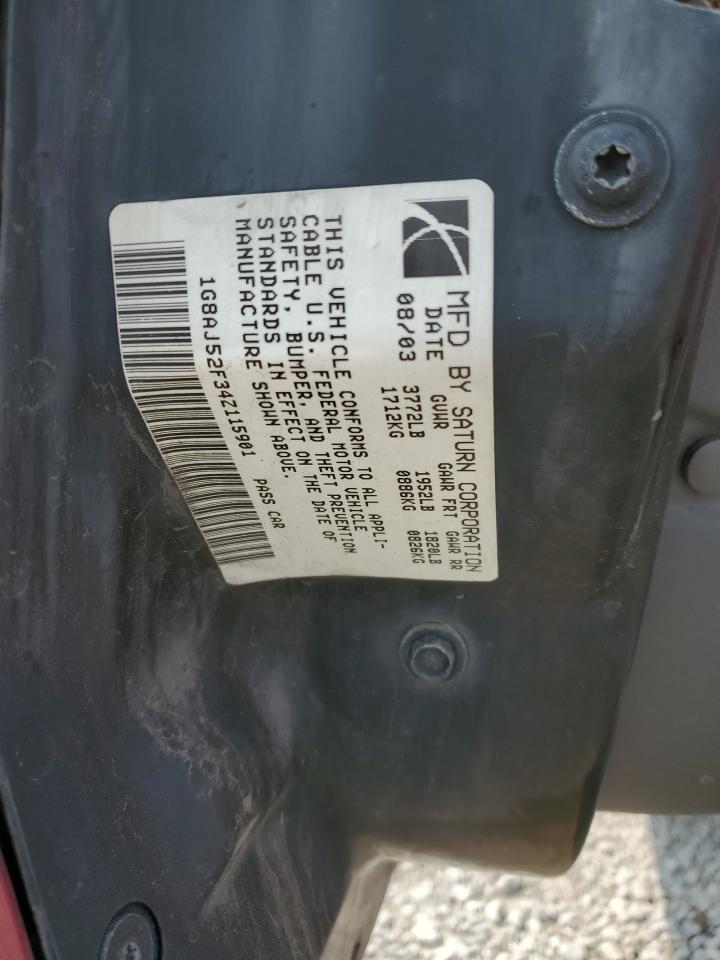 MFD BY SATURN CORPORATION
DATE GVWR GAWR FRT GAWR RR
08/03 3772LB 1952LB 1820LB
1712KG 0886KG 0826KG
THIS VEHICLE CONFORMS TO ALL APPLI-
CABLE U.S. FEDERAL MOTOR VEHICLE
SAFETY, BUMPER, AND THEFT PREVENTION
STANDARDS IN EFFECT ON THE DATE OF
MANUFACTURE SHOWN ABOVE.
1G8AJ52F34Z115901 PASS CAR